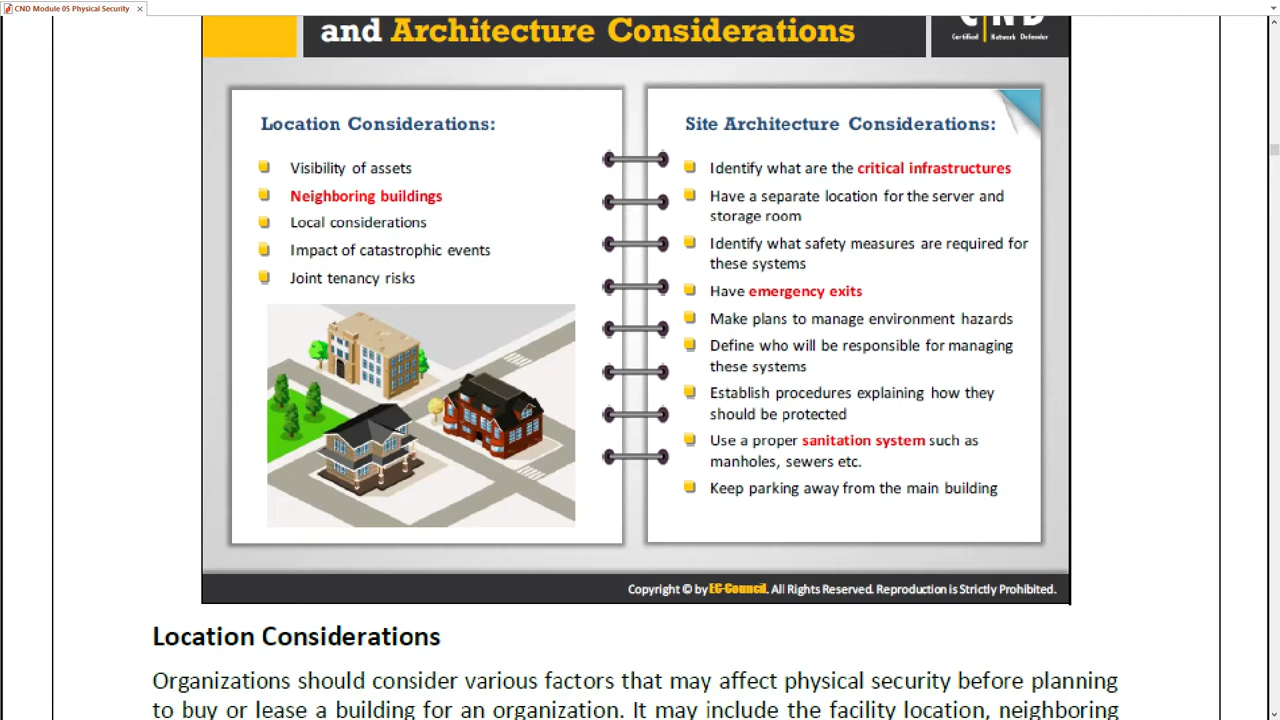 CND Module 05 Physical Security
and Architecture Considerations
CND
Certified Network Defender
Location Considerations:
Visibility of assets
Neighboring buildings
Local considerations
Impact of catastrophic events
Joint tenancy risks
Site Architecture Considerations:
Identify what are the critical infrastructures
Have a separate location for the server and
storage room
Identify what safety measures are required for
these systems
Have emergency exits
Make plans to manage environment hazards
Define who will be responsible for managing
these systems
Establish procedures explaining how they
should be protected
Use a proper sanitation system such as
manholes, sewers etc.
Keep parking away from the main building
Copyright © by EC-Council. All Rights Reserved. Reproduction is Strictly Prohibited.
Location Considerations
Organizations should consider various factors that may affect physical security before planning
to buy or lease a building for an organization. It may include the facility location, neighboring